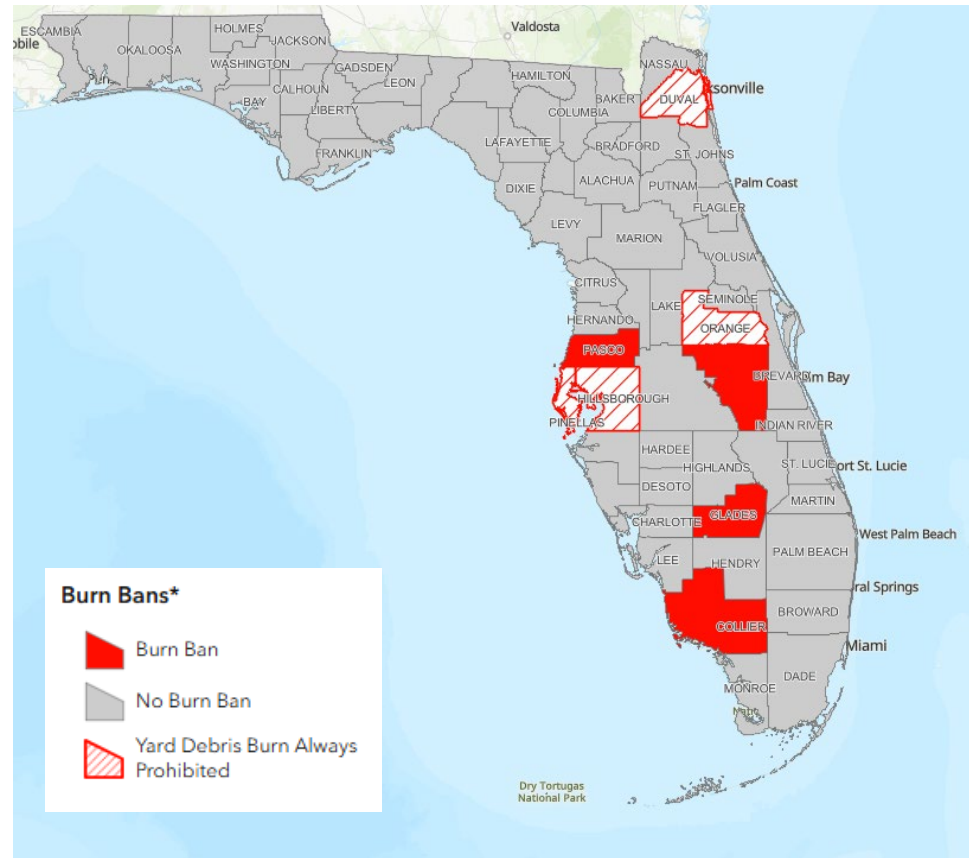 Valdosta
ESCAMBIA
HOLMES
JACKSON
obile
OKALOOSA
WASHINGTON
GADSDEN
LEON
HAMILTON
NASSAU
CALHOUN
COLUMBIA
BAKER
DUVAL
ksonville
BAY
LIBERTY
LAFAYETTE
BRADFORD
FRANKLIN
ST. JOHNS
DIXIE
ALACHUA
PUTNAM
Palm Coast
FLAGLER
LEVY
MARION
VOLUSIA
CITRUS
LAKE
SEMINOLE
HERNANDO
ORANGE
PASCO
BREVARD
lm Bay
HILLSBOROUGH
PINELLAS
INDIAN RIVER
HARDEE
HIGHLANDS
ST. LUCIE
ort St. Lucie
DESOTO
MARTIN
GLADES
CHARLOTTE
West Palm Beach
LEE
HENDRY
PALM BEACH
ral Springs
BROWARD
COLLIER
Miami
DADE
MONROE
Dry Tortugas
National Park
Burn Bans*
Burn Ban
No Burn Ban
Yard Debris Burn Always
Prohibited